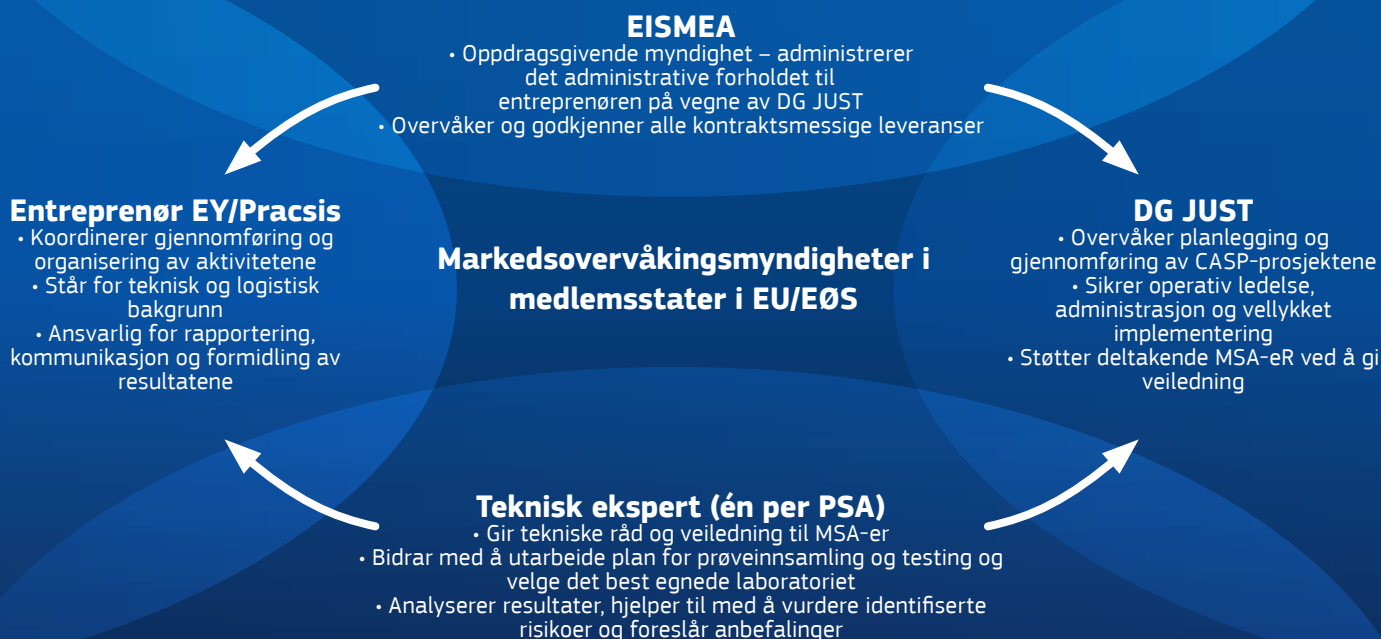 EISMEA
• Oppdragsgivende myndighet – administrerer
det administrative forholdet til
entreprenøren på vegne av DG JUST
• Overvåker og godkjenner alle kontraktsmessige leveranser
Entreprenør EY/Pracsis
• Koordinerer gjennomføring og
organisering av aktivitetene
• Står for teknisk og logistisk
bakgrunn
• Ansvarlig for rapportering,
kommunikasjon og formidling av
resultatene
Markedsovervåkingsmyndigheter i
medlemsstater i EU/EØS
DG JUST
• Overvåker planlegging og
gjennomføring av CASP-prosjektene
• Sikrer operativ ledelse,
administrasjon og vellykket
implementering
• Støtter deltakende MSA-eR ved å gi
veiledning
Teknisk ekspert (én per PSA)
• Gir tekniske råd og veiledning til MSA-er
• Bidrar med å utarbeide plan for prøveinnsamling og testing og
velge det best egnede laboratoriet
• Analyserer resultater, hjelper til med å vurdere identifiserte
risikoer og foreslår anbefalinger